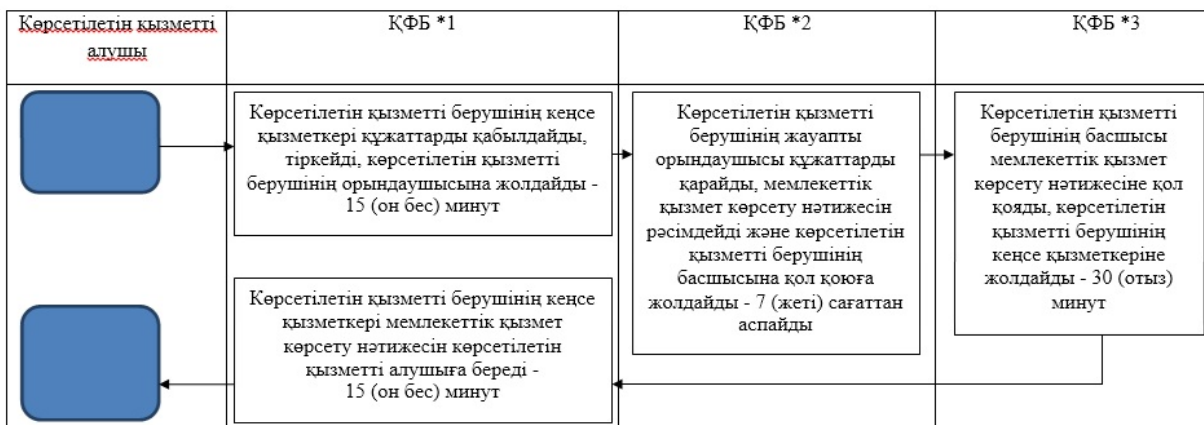 Көрсетілетін қызметті
алушы
ҚФБ *1
ҚФБ *2
ҚФБ *3
Көрсетілетін қызметті берушінің кеңсе
қызметкері құжаттарды қабылдайды,
тіркейді, көрсетілетін қызметті
берушінің орындаушысына жолдайды -
15 (он бес) минут
Көрсетілетін қызметті
берушінің жауапты
орындаушысы құжаттарды
қарайды, мемлекеттік
қызмет көрсету нәтижесін
рәсімдейді және көрсетілетін
қызметті берушінің
басшысына қол қоюға
жолдайды - 7 (жеті) сағаттан
аспайды
Көрсетілетін қызметті
берушінің басшысы
мемлекеттік қызмет
көрсету нәтижесіне қол
қояды, көрсетілетін
қызметті берушінің
кеңсе қызметкеріне
жолдайды - 30 (отыз)
минут
Көрсетілетін қызметті берушінің кеңсе
қызметкері мемлекеттік қызмет
көрсету нәтижесін көрсетілетін
қызметті алушыға береді -
15 (он бес) минут